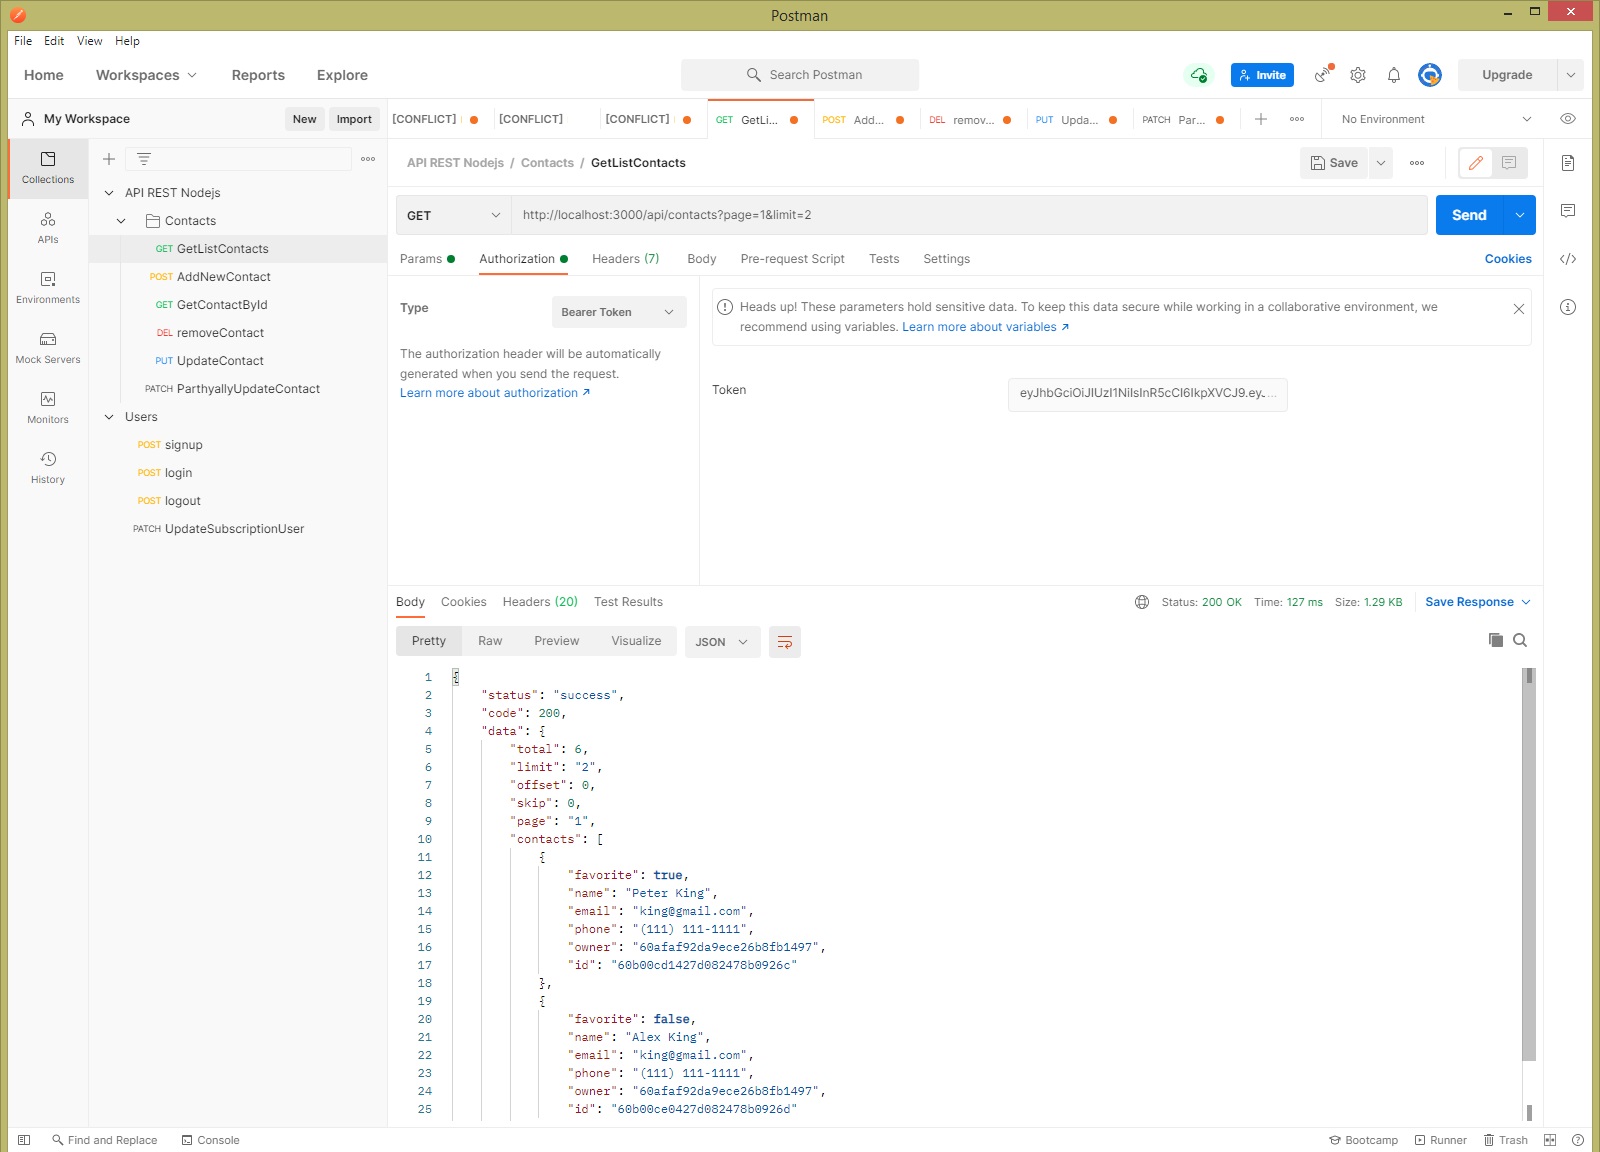 Postman
File Edit View Help
Home Workspaces Reports Explore Search Postman Invite Upgrade
My Workspace New Import
[CONFLICT] [CONFLICT] [CONFLICT] GET GetLi... POST Add... DEL remov... PUT Upda... PATCH Par... No Environment
Collections
APIs
Environments
Mock Servers
Monitors
History
API REST Nodejs
Contacts
GET GetListContacts
POST AddNewContact
GET GetContactById
DEL removeContact
PUT UpdateContact
PATCH ParthyallyUpdateContact
Users
POST signup
POST login
POST logout
PATCH UpdateSubscriptionUser
API REST Nodejs / Contacts / GetListContacts Save
GET http://localhost:3000/api/contacts?page=1&limit=2 Send
Params Authorization Headers (7) Body Pre-request Script Tests Settings Cookies
Type Bearer Token
The authorization header will be automatically
generated when you send the request.
Learn more about authorization ↗
Heads up! These parameters hold sensitive data. To keep this data secure while working in a collaborative environment, we
recommend using variables. Learn more about variables ↗
Token eyJhbGciOiJIUzI1NiIsInR5cCI6IkpXVCJ9.eyJ...
Body Cookies Headers (20) Test Results Status: 200 OK Time: 127 ms Size: 1.29 KB Save Response
Pretty Raw Preview Visualize JSON
1 {
2 "status": "success",
3 "code": 200,
4 "data": {
5 "total": 6,
6 "limit": "2",
7 "offset": 0,
8 "skip": 0,
9 "page": "1",
10 "contacts": [
11 {
12 "favorite": true,
13 "name": "Peter King",
14 "email": "king@gmail.com",
15 "phone": "(111) 111-1111",
16 "owner": "60afaf92da9ece26b8fb1497",
17 "id": "60b00cd1427d082478b0926c"
18 },
19 {
20 "favorite": false,
21 "name": "Alex King",
22 "email": "king@gmail.com",
23 "phone": "(111) 111-1111",
24 "owner": "60afaf92da9ece26b8fb1497",
25 "id": "60b00ce0427d082478b0926d"
Find and Replace Console Bootcamp Runner Trash